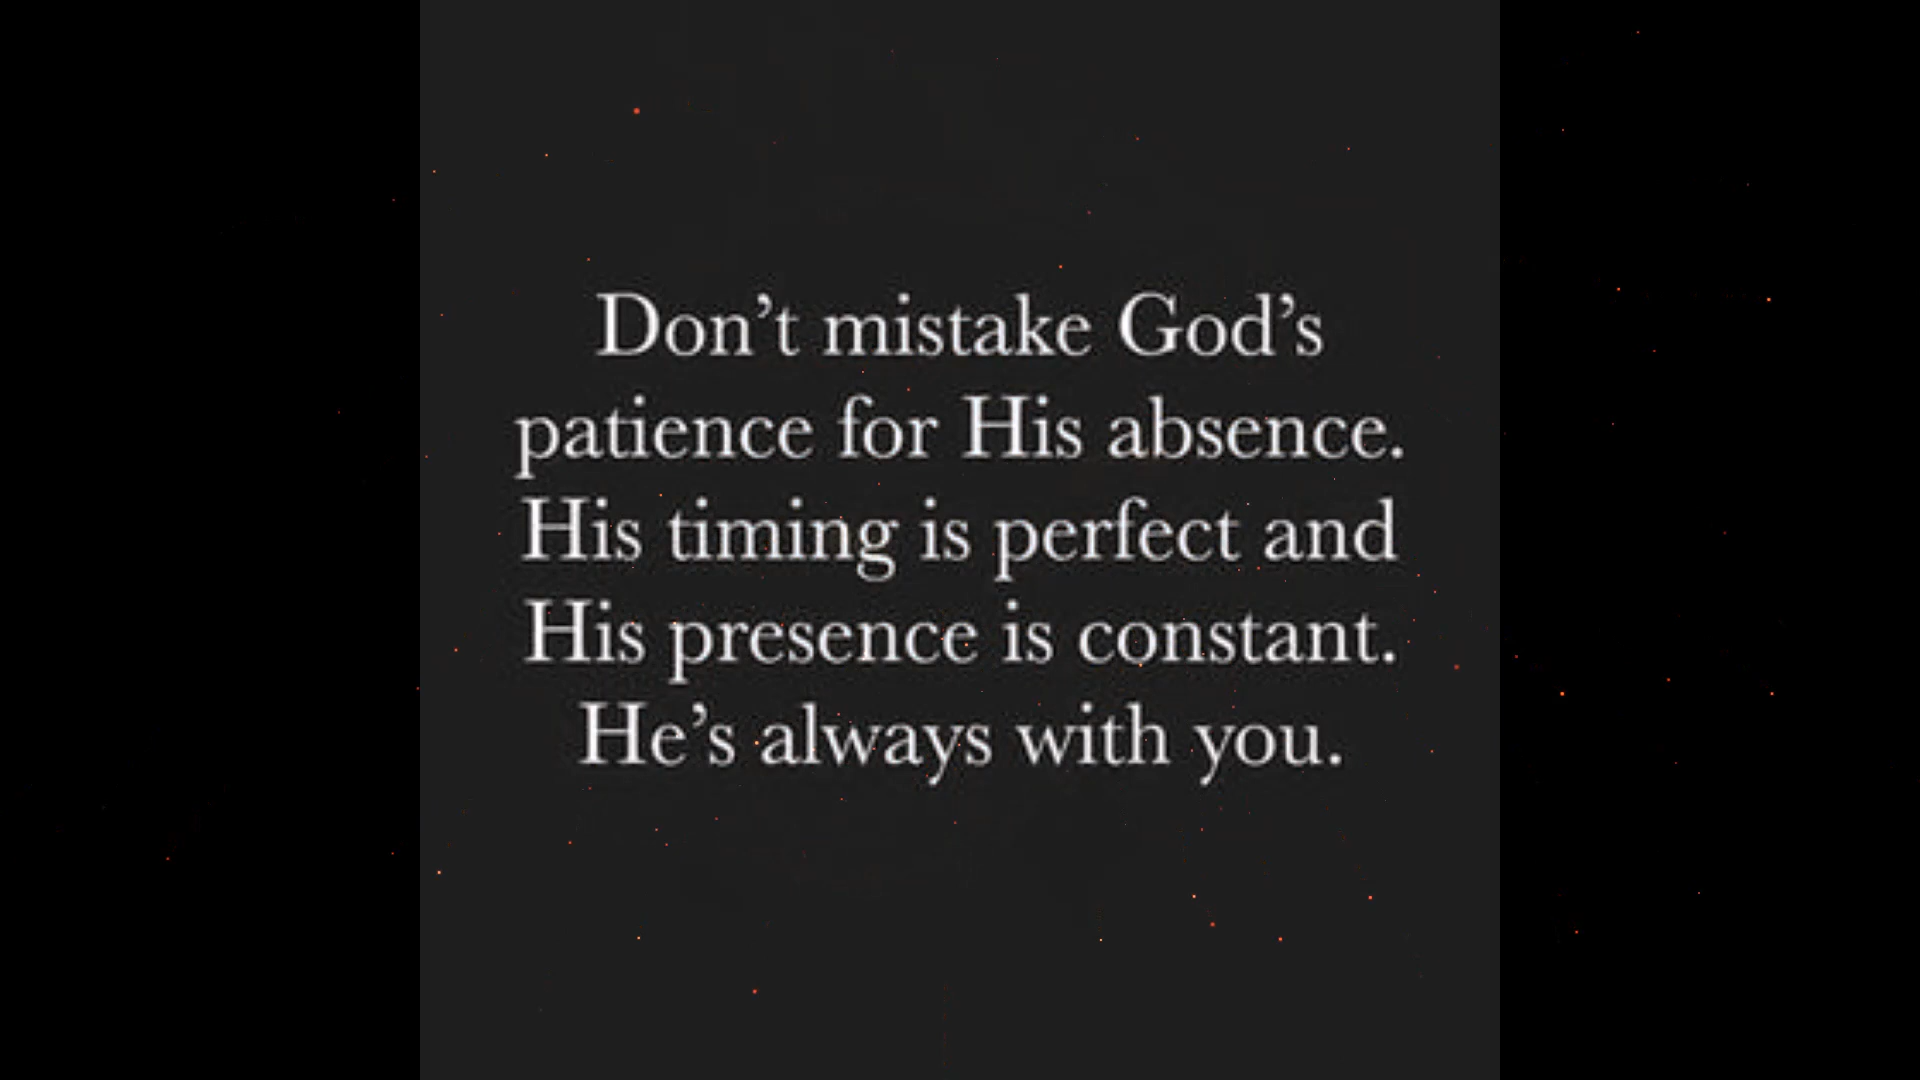 Don’t mistake God’s
patience for His absence.
His timing is perfect and
His presence is constant.
He’s always with you.